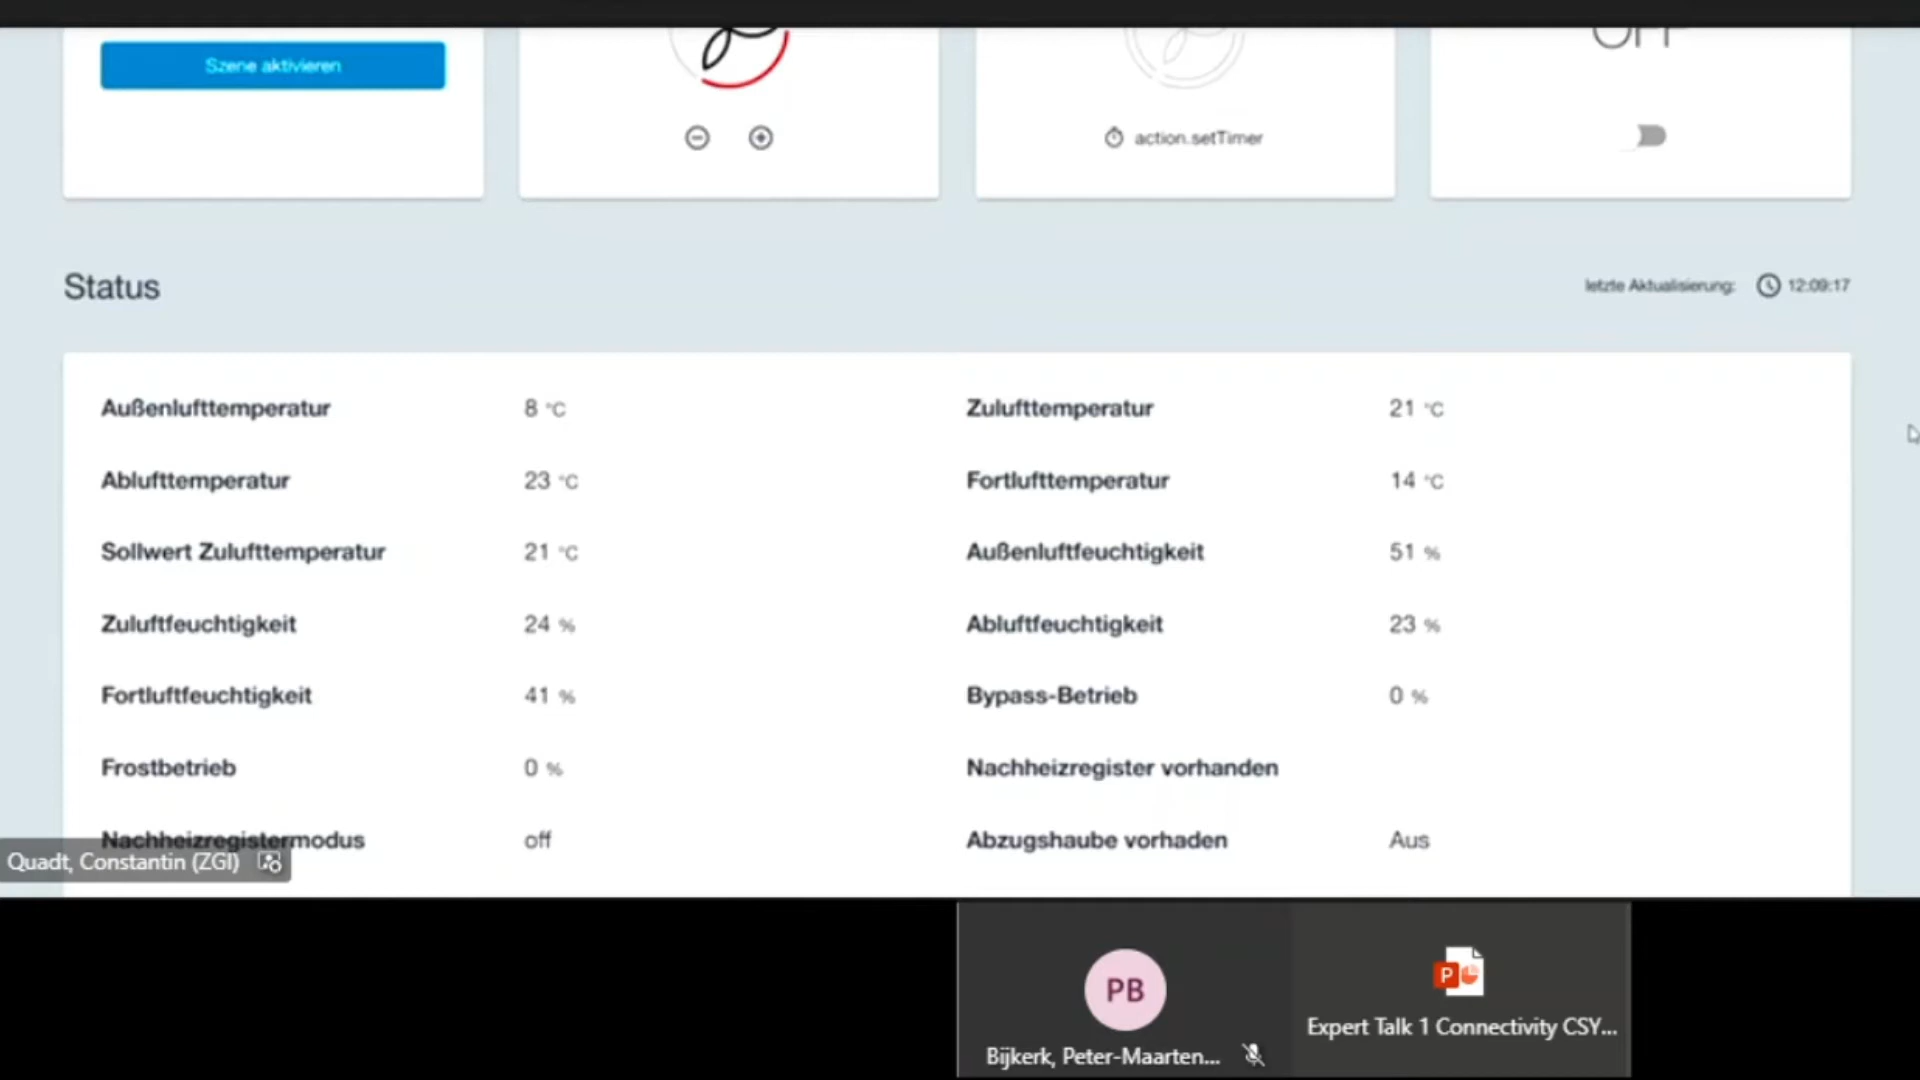 Szene aktivieren
action.setTimer
Status
letzte Aktualisierung: 12:09:17
Außenlufttemperatur 8 °C Zulufttemperatur 21 °C
Ablufttemperatur 23 °C Fortlufttemperatur 14 °C
Sollwert Zulufttemperatur 21 °C Außenluftfeuchtigkeit 51 %
Zuluftfeuchtigkeit 24 % Abluftfeuchtigkeit 23 %
Fortluftfeuchtigkeit 41 % Bypass-Betrieb 0 %
Frostbetrieb 0 % Nachheizregister vorhanden
Nachheizregistermodus off Abzugshaube vorhaden Aus
Quadt, Constantin (ZGI)
PB
Bijkerk, Peter-Maarten...
P
Expert Talk 1 Connectivity CSY...